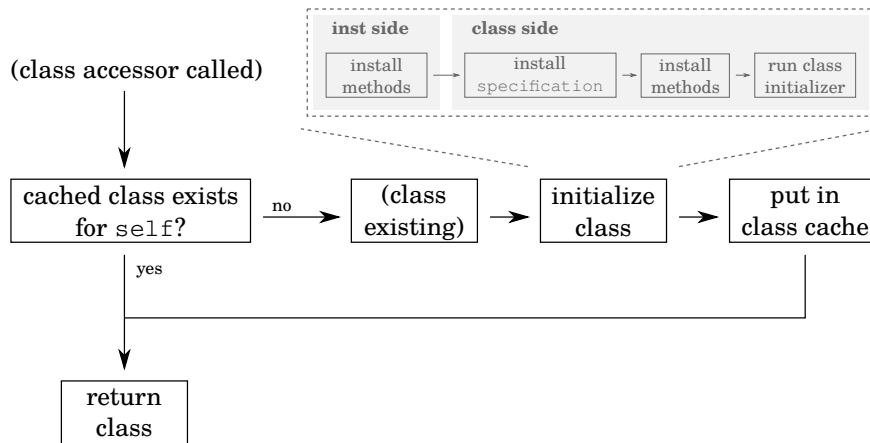 inst side
class side
install
methods
install
specification
install
methods
run class
initializer
(class accessor called)
cached class exists
for self?
no
(class
existing)
initialize
class
put in
class cache
yes
return
class